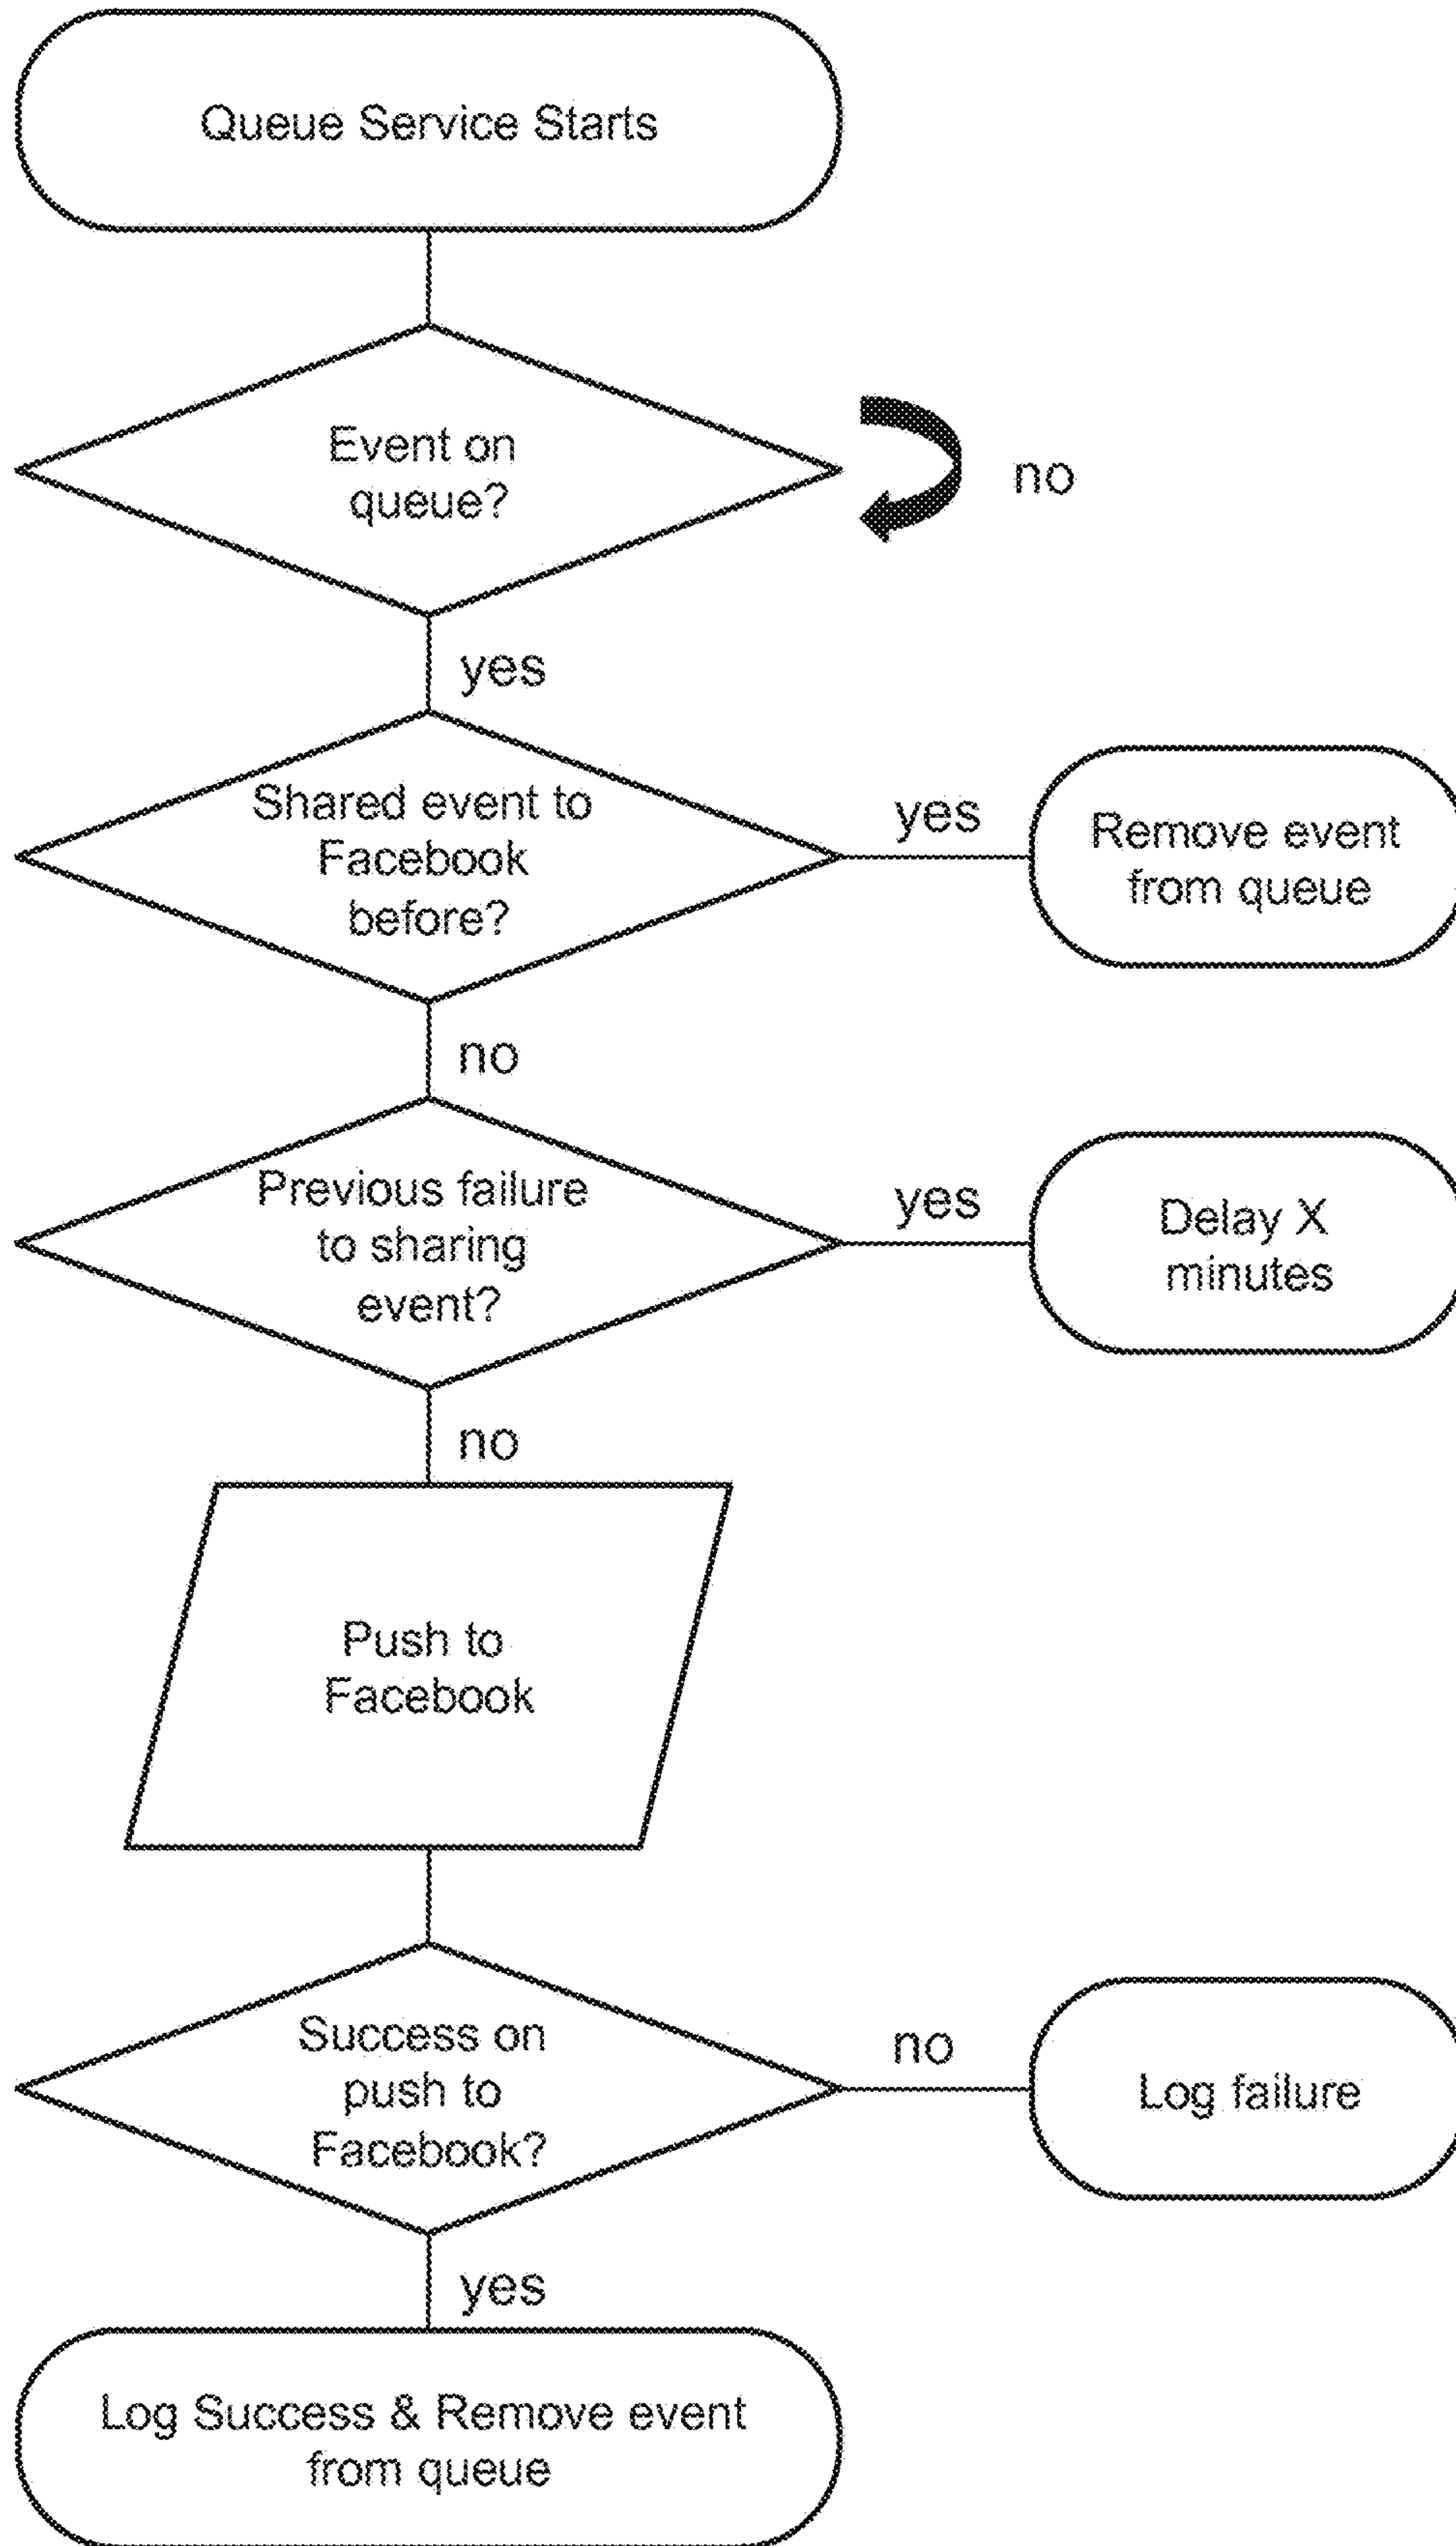 Queue Service Starts
Event on
queue?
no
yes
Shared event to
Facebook
before?
yes
Remove event
from queue
no
Previous failure
to sharing
event?
yes
Delay X
minutes
no
Push to
Facebook
Success on
push to
Facebook?
no
Log failure
yes
Log Success & Remove event
from queue